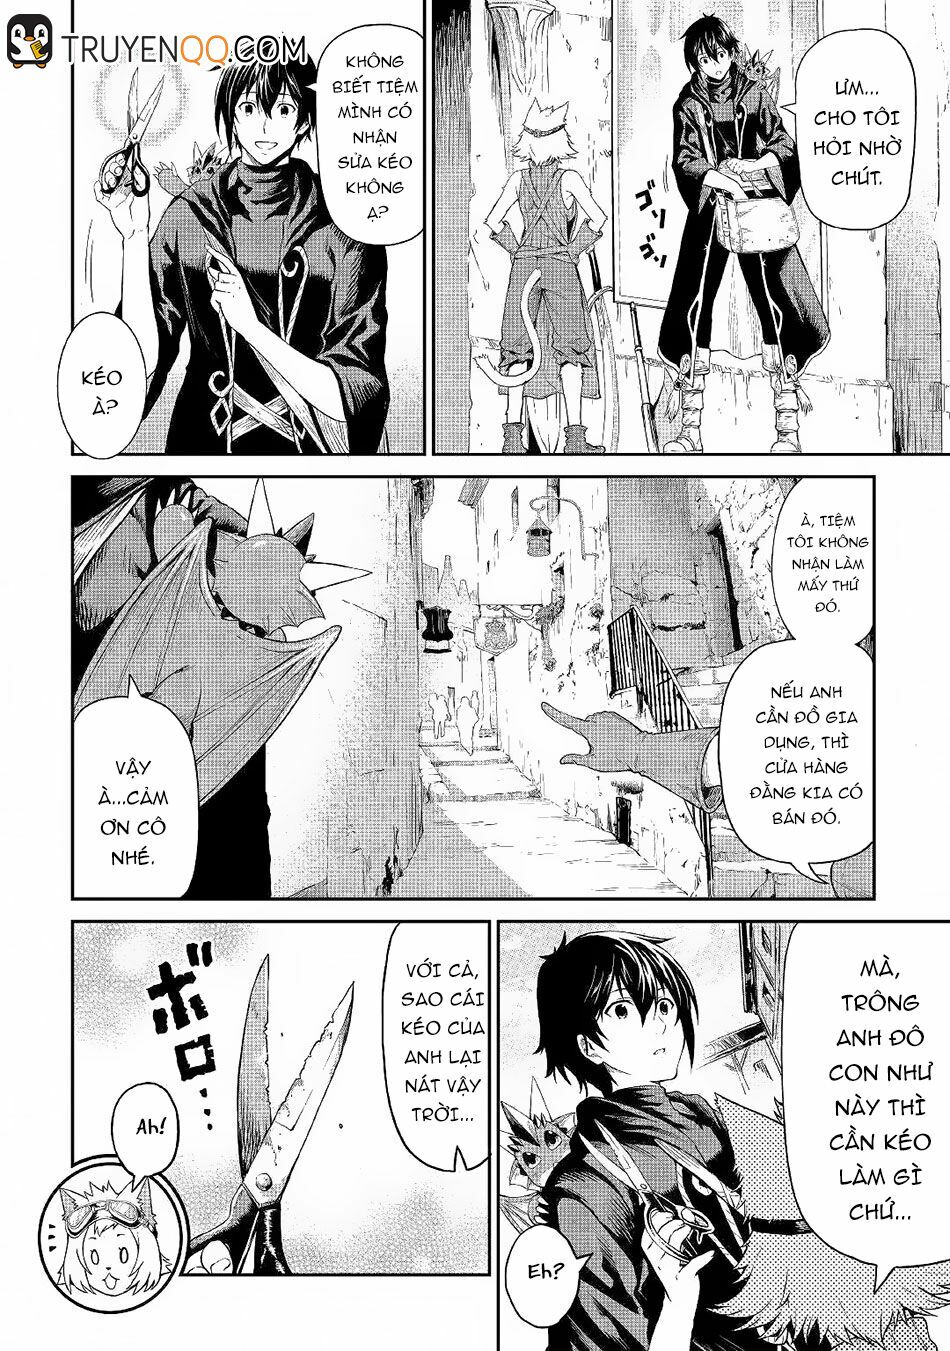 TRUYENQQ.COM
ƯM...
CHO TÔI
HỎI NHỜ
CHÚT.
ゴソ
ゴソ
KHÔNG
BIẾT TIỆM
MÌNH CÓ
NHẬN
SỬA KÉO
KHÔNG
Ạ?
KÉO
À?
À, TIỆM
TÔI KHÔNG
NHẬN LÀM
MẤY THỨ
ĐÓ.
NẾU ANH
CẦN ĐỒ GIA
DỤNG, THÌ
CỬA HÀNG
ĐẰNG KIA CÓ
BÁN ĐÓ.
VẬY
À...CẢM
ƠN CÔ
NHÉ.
MÀ,
TRÔNG
ANH ĐÔ
CON NHƯ
NÀY THÌ
CẦN KÉO
LÀM GÌ
CHỨ...
Eh?
VỚI CẢ,
SAO CÁI
KÉO CỦA
ANH LẠI
NÁT VẬY
TRỜI...
ボロ...
Ah!